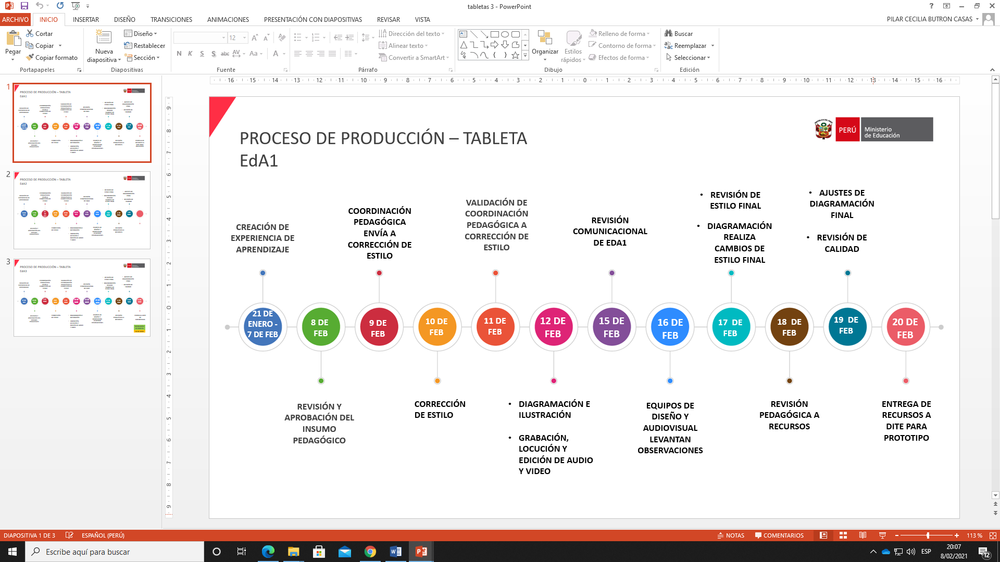 tabletas 3 - PowerPoint
ARCHIVO INICIO INSERTAR DISEÑO TRANSICIONES ANIMACIONES PRESENTACIÓN CON DIAPOSITIVAS REVISAR VISTA
PILAR CECILIA BUTRON CASAS
Pegar
Cortar
Copiar
Copiar formato
Portapapeles
Nueva
diapositiva
Diseño
Restablecer
Sección
Diapositivas
12
N K S S abc AV Aa A
Fuente
Dirección del texto
Alinear texto
Convertir a SmartArt
Párrafo
Organizar
Estilos
rápidos
Relleno de forma
Contorno de forma
Efectos de forma
Dibujo
Buscar
Reemplazar
Seleccionar
Edición
16 15 14 13 12 11 10 9 8 7 6 5 4 3 2 1 0 1 2 3 4 5 6 7 8 9 10 11 12 13 14 15 16
9 8 7 6 5 4 3 2 1 0 1 2 3 4 5 6 7 8 9
1
PROCESO DE PRODUCCIÓN – TABLETA
EdA1
2
PROCESO DE PRODUCCIÓN – TABLETA
EdA2
3
PROCESO DE PRODUCCIÓN – TABLETA
EdA3
PROCESO DE PRODUCCIÓN – TABLETA
EdA1
PERÚ
Ministerio
de Educación
CREACIÓN DE
EXPERIENCIA DE
APRENDIZAJE
COORDINACIÓN
PEDAGÓGICA
ENVÍA A
CORRECCIÓN DE
ESTILO
VALIDACIÓN DE
COORDINACIÓN
PEDAGÓGICA A
CORRECCIÓN DE
ESTILO
REVISIÓN
COMUNICACIONAL
DE EDA1
• REVISIÓN DE
ESTILO FINAL
• DIAGRAMACIÓN
REALIZA
CAMBIOS DE
ESTILO FINAL
• AJUSTES DE
DIAGRAMACIÓN
FINAL
• REVISIÓN DE
CALIDAD
21 DE
ENERO -
7 DE FEB
8 DE
FEB
9 DE
FEB
10 DE
FEB
11 DE
FEB
12 DE
FEB
15 DE
FEB
16 DE
FEB
17 DE
FEB
18 DE
FEB
19 DE
FEB
20 DE
FEB
REVISIÓN Y
APROBACIÓN DEL
INSUMO
PEDAGÓGICO
CORRECCIÓN
DE ESTILO
• DIAGRAMACIÓN E
ILUSTRACIÓN
• GRABACIÓN,
LOCUCIÓN Y
EDICIÓN DE AUDIO
Y VIDEO
EQUIPOS DE
DISEÑO Y
AUDIOVISUAL
LEVANTAN
OBSERVACIONES
REVISIÓN
PEDAGÓGICA A
RECURSOS
ENTREGA DE
RECURSOS A
DITE PARA
PROTOTIPO
DIAPOSITIVA 1 DE 3 ESPAÑOL (PERÚ)
NOTAS COMENTARIOS 113 %
Escribe aquí para buscar
ESP
20:07
8/02/2021
12